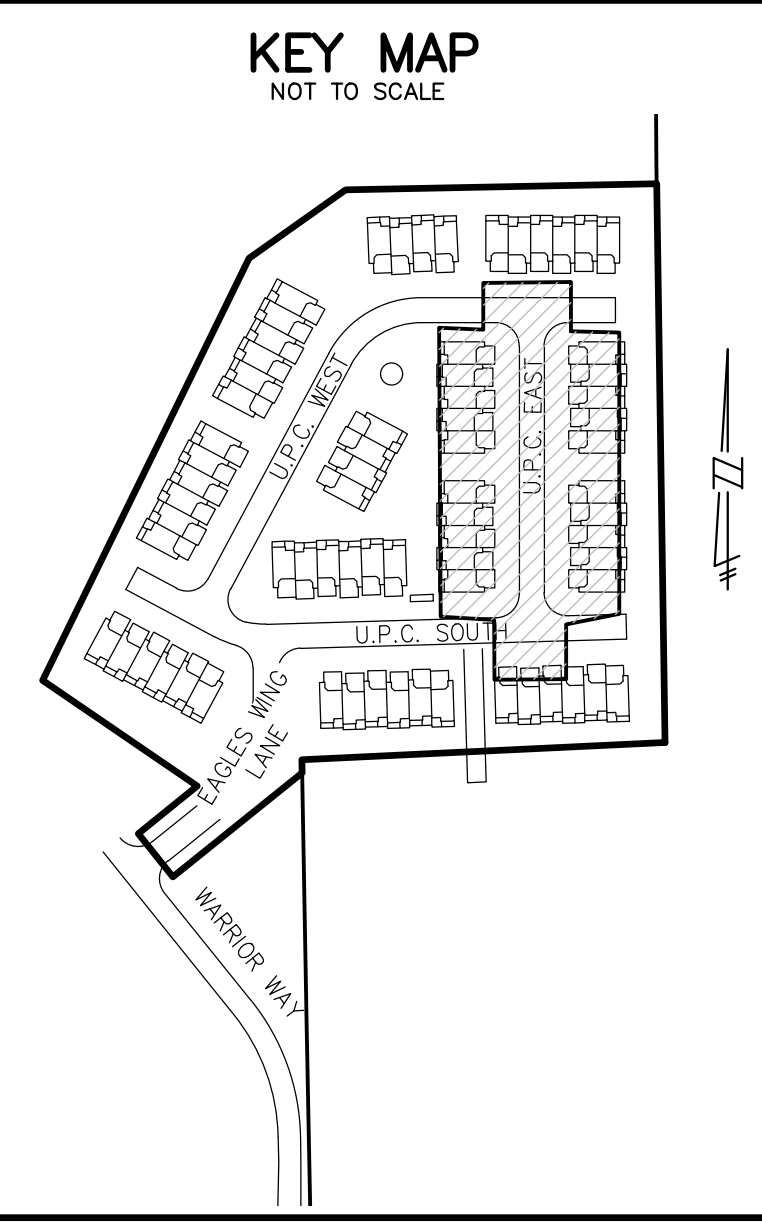 KEY MAP
NOT TO SCALE
U.P.C. WEST
U.P.C. EAST
U.P.C. SOUTH
EAGLES WING
LANE
WARRIOR WAY
Z